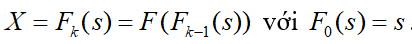 X = F_k(s) = F(F_{k-1}(s)) với F_0(s) = s.